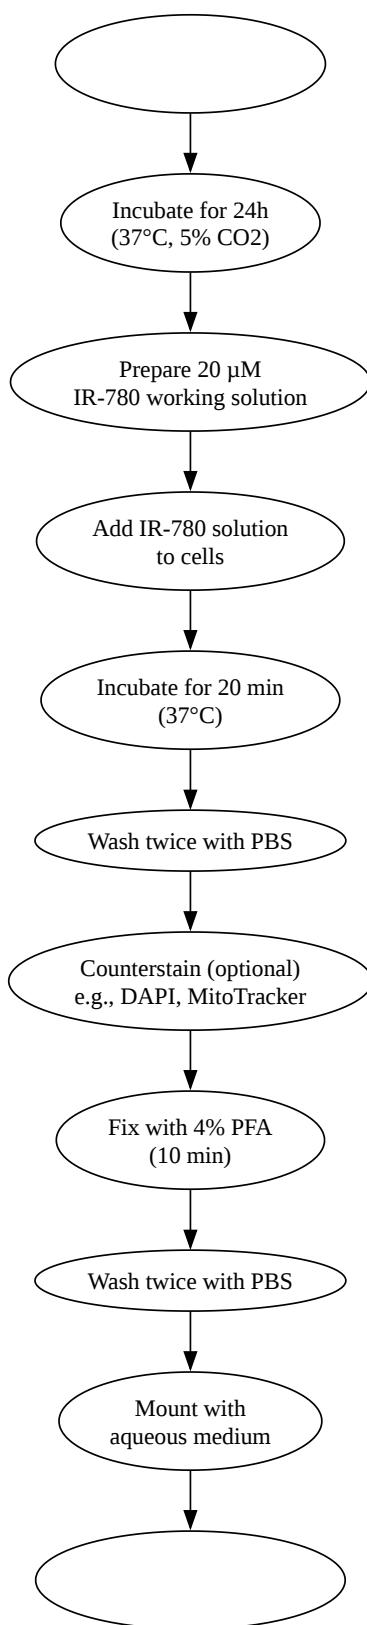 Incubate for 24h
(37°C, 5% CO2)
Prepare 20 µM
IR-780 working solution
Add IR-780 solution
to cells
Incubate for 20 min
(37°C)
Wash twice with PBS
Counterstain (optional)
e.g., DAPI, MitoTracker
Fix with 4% PFA
(10 min)
Wash twice with PBS
Mount with
aqueous medium